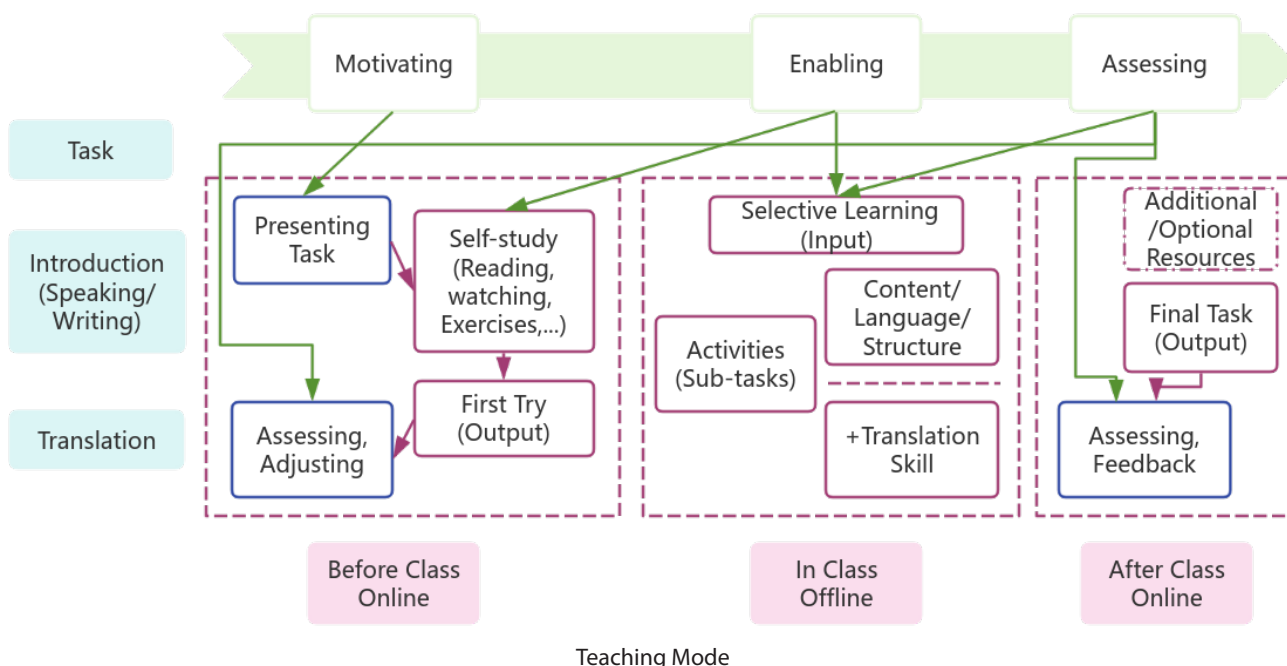 Motivating
Enabling
Assessing
Task
Introduction
(Speaking/
Writing)
Translation
Presenting
Task
Self-study
(Reading,
watching,
Exercises,...)
First Try
(Output)
Assessing,
Adjusting
Selective Learning
(Input)
Content/
Language/
Structure
Activities
(Sub-tasks)
+Translation
Skill
Additional
/Optional
Resources
Final Task
(Output)
Assessing,
Feedback
Before Class
Online
In Class
Offline
After Class
Online
Teaching Mode